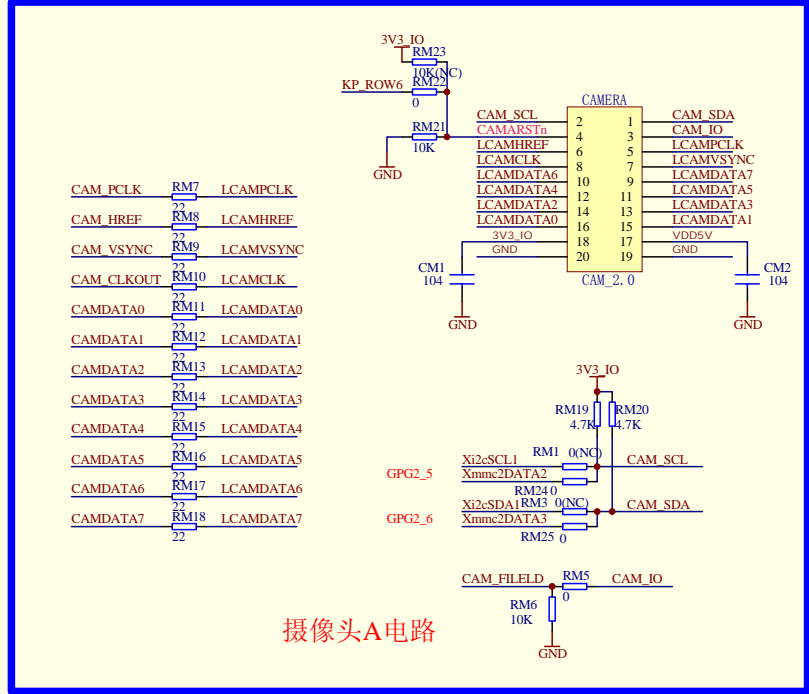 3V3_IO
RM23
10K(NC)
KP_ROW6 RM22
0
RM21
10K
GND
CAMERA
CAM_SCL 2 1 CAM_SDA
CAMARSTn 4 3 CAM_IO
LCAMHREF 6 5 LCAMPCLK
LCAMCLK 8 7 LCAMVSYNC
LCAMDATA6 10 9 LCAMDATA7
LCAMDATA4 12 11 LCAMDATA5
LCAMDATA2 14 13 LCAMDATA3
LCAMDATA0 16 15 LCAMDATA1
3V3_IO 18 17 VDD5V
GND 20 19 GND
CAM_2.0
CM1
104
GND
CM2
104
GND
CAM_PCLK RM7 LCAMPCLK
22
CAM_HREF RM8 LCAMHREF
22
CAM_VSYNC RM9 LCAMVSYNC
22
CAM_CLKOUT RM10 LCAMCLK
22
CAMDATA0 RM11 LCAMDATA0
22
CAMDATA1 RM12 LCAMDATA1
22
CAMDATA2 RM13 LCAMDATA2
22
CAMDATA3 RM14 LCAMDATA3
22
CAMDATA4 RM15 LCAMDATA4
22
CAMDATA5 RM16 LCAMDATA5
22
CAMDATA6 RM17 LCAMDATA6
22
CAMDATA7 RM18 LCAMDATA7
22
3V3_IO
RM19 RM20
4.7K 4.7K
RM1 0(NC)
Xi2cSCL1 CAM_SCL
GPG2_5 Xmmc2DATA2
RM24 0
Xi2cSDA1 RM3 0(NC) CAM_SDA
GPG2_6 Xmmc2DATA3
RM25 0
CAM_FILELD RM5 CAM_IO
0
RM6
10K
GND
摄像头A电路